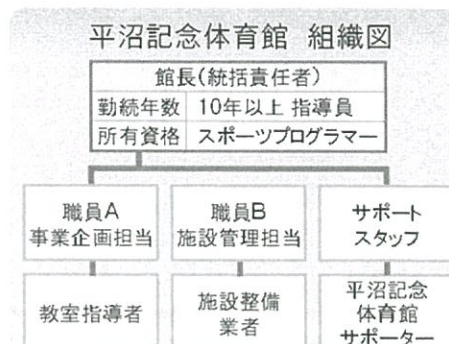 平沼記念体育館 組織図
館長(統括責任者)
勤続年数 10年以上 指導員
所有資格 スポーツプログラマー
職員A
事業企画担当
職員B
施設管理担当
サポート
スタッフ
教室指導者
施設整備
業者
平沼記念
体育館
サポーター